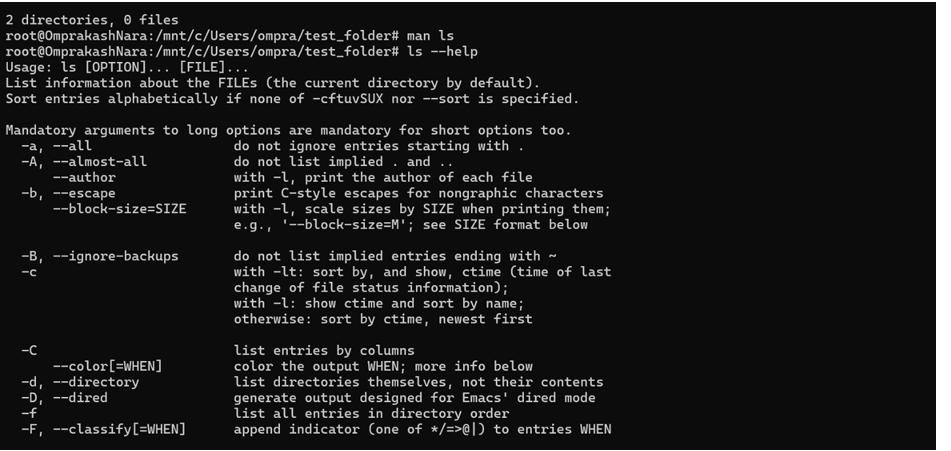 2 directories, 0 files
root@OmprakashNara:/mnt/c/Users/ompra/test_folder# man ls
root@OmprakashNara:/mnt/c/Users/ompra/test_folder# ls --help
Usage: ls [OPTION]... [FILE]...
List information about the FILEs (the current directory by default).
Sort entries alphabetically if none of -cftuvSUX nor --sort is specified.

Mandatory arguments to long options are mandatory for short options too.
  -a, --all                  do not ignore entries starting with .
  -A, --almost-all           do not list implied . and ..
      --author               with -l, print the author of each file
  -b, --escape               print C-style escapes for nongraphic characters
      --block-size=SIZE      with -l, scale sizes by SIZE when printing them;
                             e.g., '--block-size=M'; see SIZE format below

  -B, --ignore-backups       do not list implied entries ending with ~
  -c                         with -lt: sort by, and show, ctime (time of last
                             change of file status information);
                             with -l: show ctime and sort by name;
                             otherwise: sort by ctime, newest first

  -C                         list entries by columns
      --color[=WHEN]         color the output WHEN; more info below
  -d, --directory            list directories themselves, not their contents
  -D, --dired                generate output designed for Emacs' dired mode
  -f                         list all entries in directory order
  -F, --classify[=WHEN]      append indicator (one of */=>@|) to entries WHEN